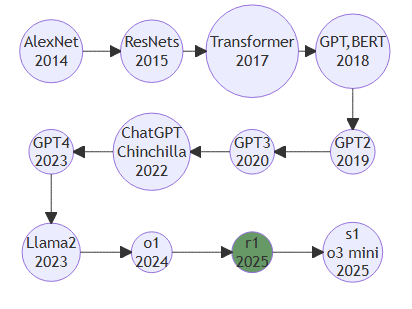 AlexNet
2014
ResNets
2015
Transformer
2017
GPT,BERT
2018
GPT2
2019
GPT3
2020
ChatGPT
Chinchilla
2022
GPT4
2023
Llama2
2023
o1
2024
r1
2025
s1
o3 mini
2025